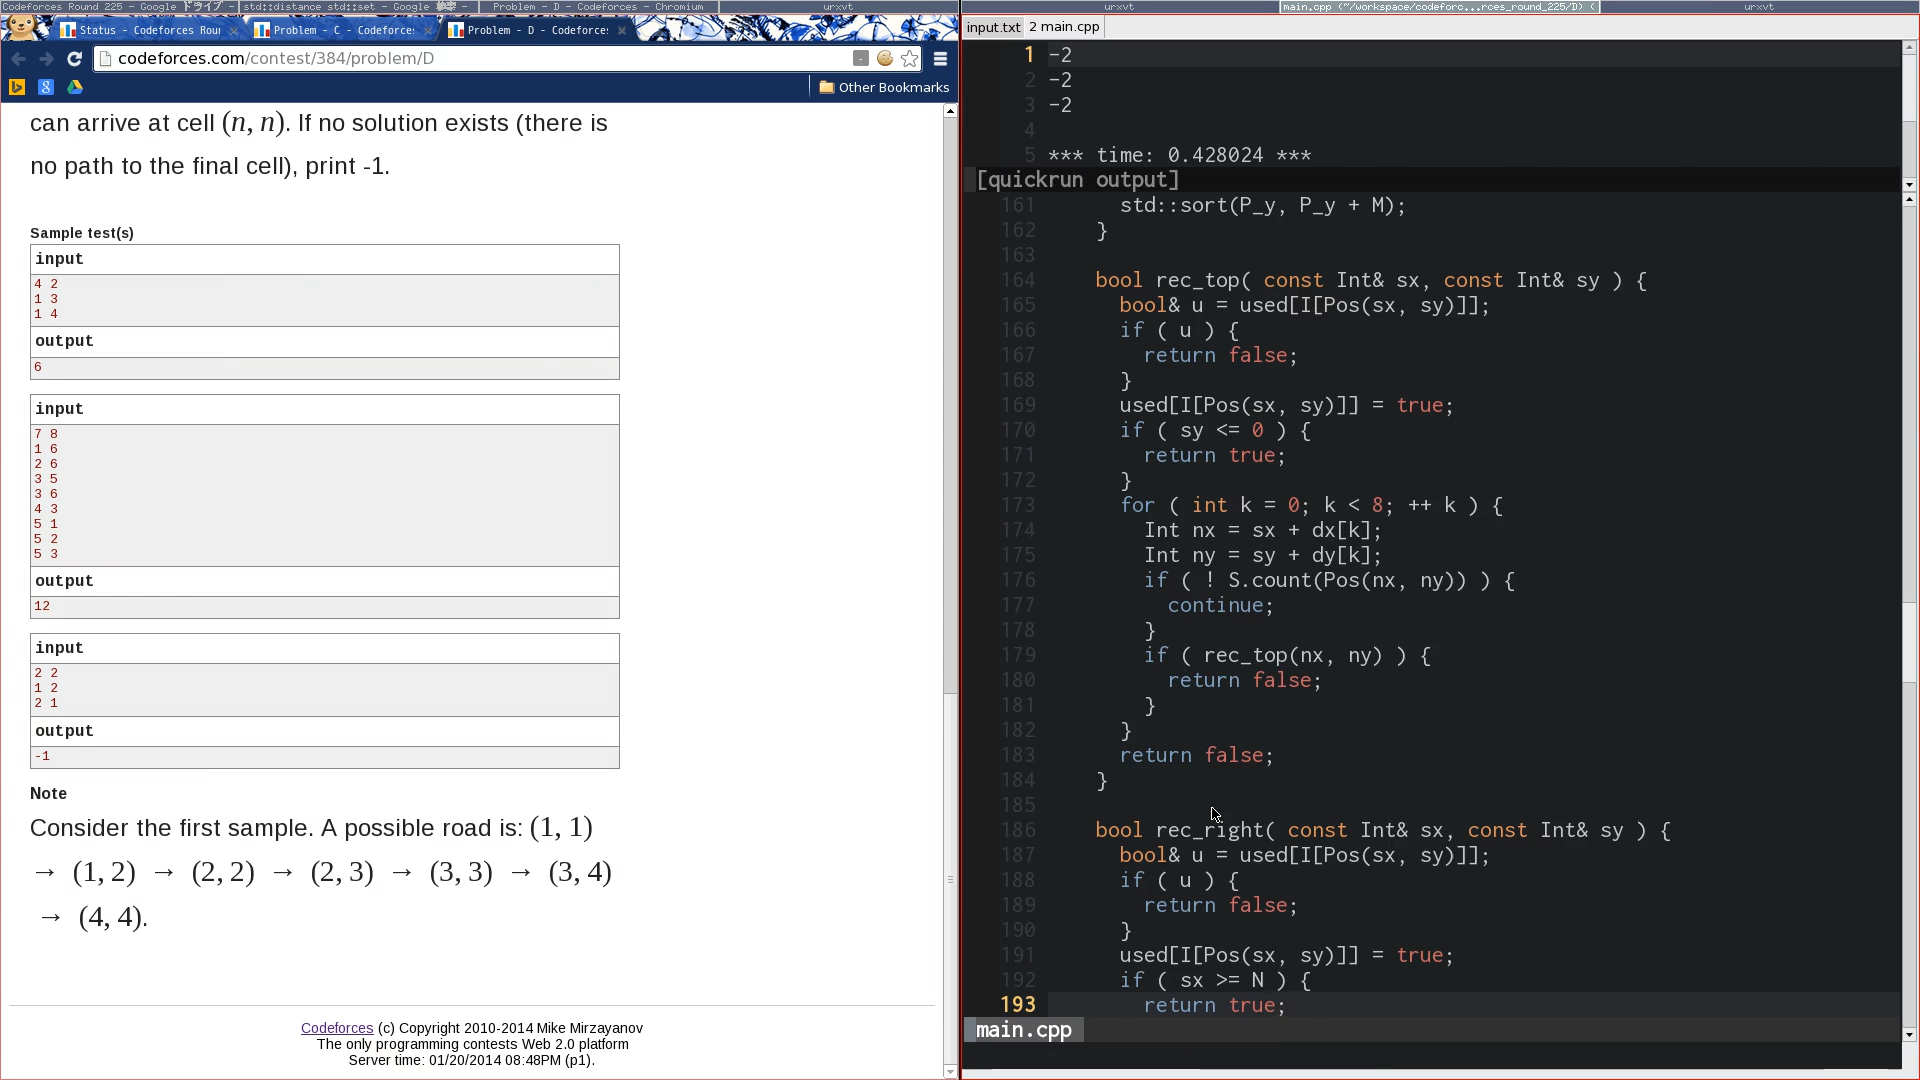 Codeforces Round 225 - Google ドライブ -
std::distance std::set - Google 検索 -
Problem - D - Codeforces - Chromium
urxvt
urxvt
main.cpp (~/workspace/codeforc...rces_round_225/D) (
urxvt
Status - Codeforces Roun
Problem - C - Codeforces
Problem - D - Codeforces
codeforces.com/contest/384/problem/D
Other Bookmarks
can arrive at cell (n, n). If no solution exists (there is
no path to the final cell), print -1.
Sample test(s)
input
4 2
1 3
1 4
output
6
input
7 8
1 6
2 6
3 5
3 6
4 3
5 1
5 2
5 3
output
12
input
2 2
1 2
2 1
output
-1
Note
Consider the first sample. A possible road is: (1, 1)
→ (1, 2) → (2, 2) → (2, 3) → (3, 3) → (3, 4)
→ (4, 4).
Codeforces (c) Copyright 2010-2014 Mike Mirzayanov
The only programming contests Web 2.0 platform
Server time: 01/20/2014 08:48PM (p1).
input.txt 2 main.cpp
1 -2
2 -2
3 -2
4
5 *** time: 0.428024 ***
[quickrun output]
161 std::sort(P_y, P_y + M);
162 }
163
164 bool rec_top( const Int& sx, const Int& sy ) {
165 bool& u = used[I[Pos(sx, sy)]];
166 if ( u ) {
167 return false;
168 }
169 used[I[Pos(sx, sy)]] = true;
170 if ( sy <= 0 ) {
171 return true;
172 }
173 for ( int k = 0; k < 8; ++ k ) {
174 Int nx = sx + dx[k];
175 Int ny = sy + dy[k];
176 if ( ! S.count(Pos(nx, ny)) ) {
177 continue;
178 }
179 if ( rec_top(nx, ny) ) {
180 return false;
181 }
182 }
183 return false;
184 }
185
186 bool rec_right( const Int& sx, const Int& sy ) {
187 bool& u = used[I[Pos(sx, sy)]];
188 if ( u ) {
189 return false;
190 }
191 used[I[Pos(sx, sy)]] = true;
192 if ( sx >= N ) {
193 return true;
main.cpp